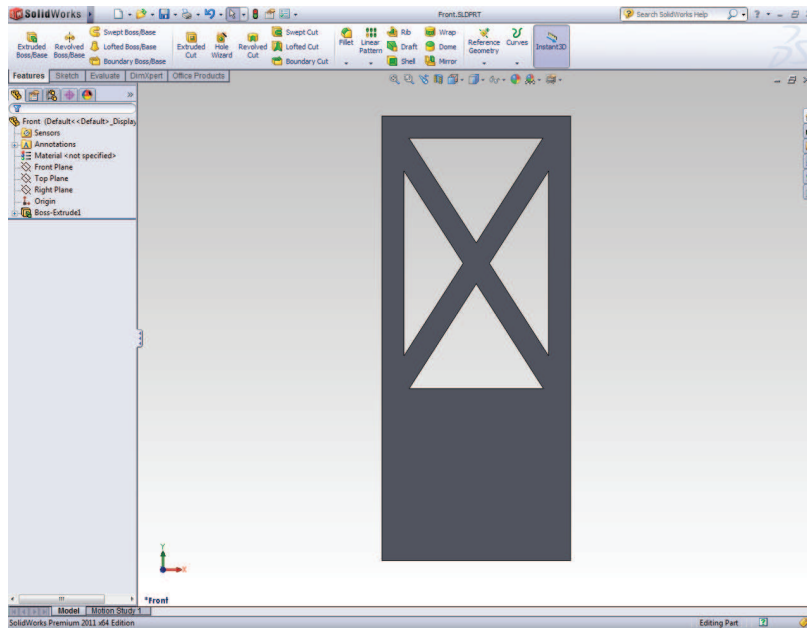 SolidWorks
Front.SLDPRT
Search SolidWorks Help
Extruded Boss/Base
Revolved Boss/Base
Swept Boss/Base
Lofted Boss/Base
Boundary Boss/Base
Extruded Cut
Hole Wizard
Revolved Cut
Swept Cut
Lofted Cut
Boundary Cut
Fillet
Linear Pattern
Rib
Draft
Shell
Wrap
Dome
Mirror
Reference Geometry
Curves
Instant3D
Features
Sketch
Evaluate
DimXpert
Office Products
Front (Default<<Default>_Display
Sensors
Annotations
Material <not specified>
Front Plane
Top Plane
Right Plane
Origin
Boss-Extrude1
Y
X
*Front
Model
Motion Study 1
SolidWorks Premium 2011 x64 Edition
Editing Part